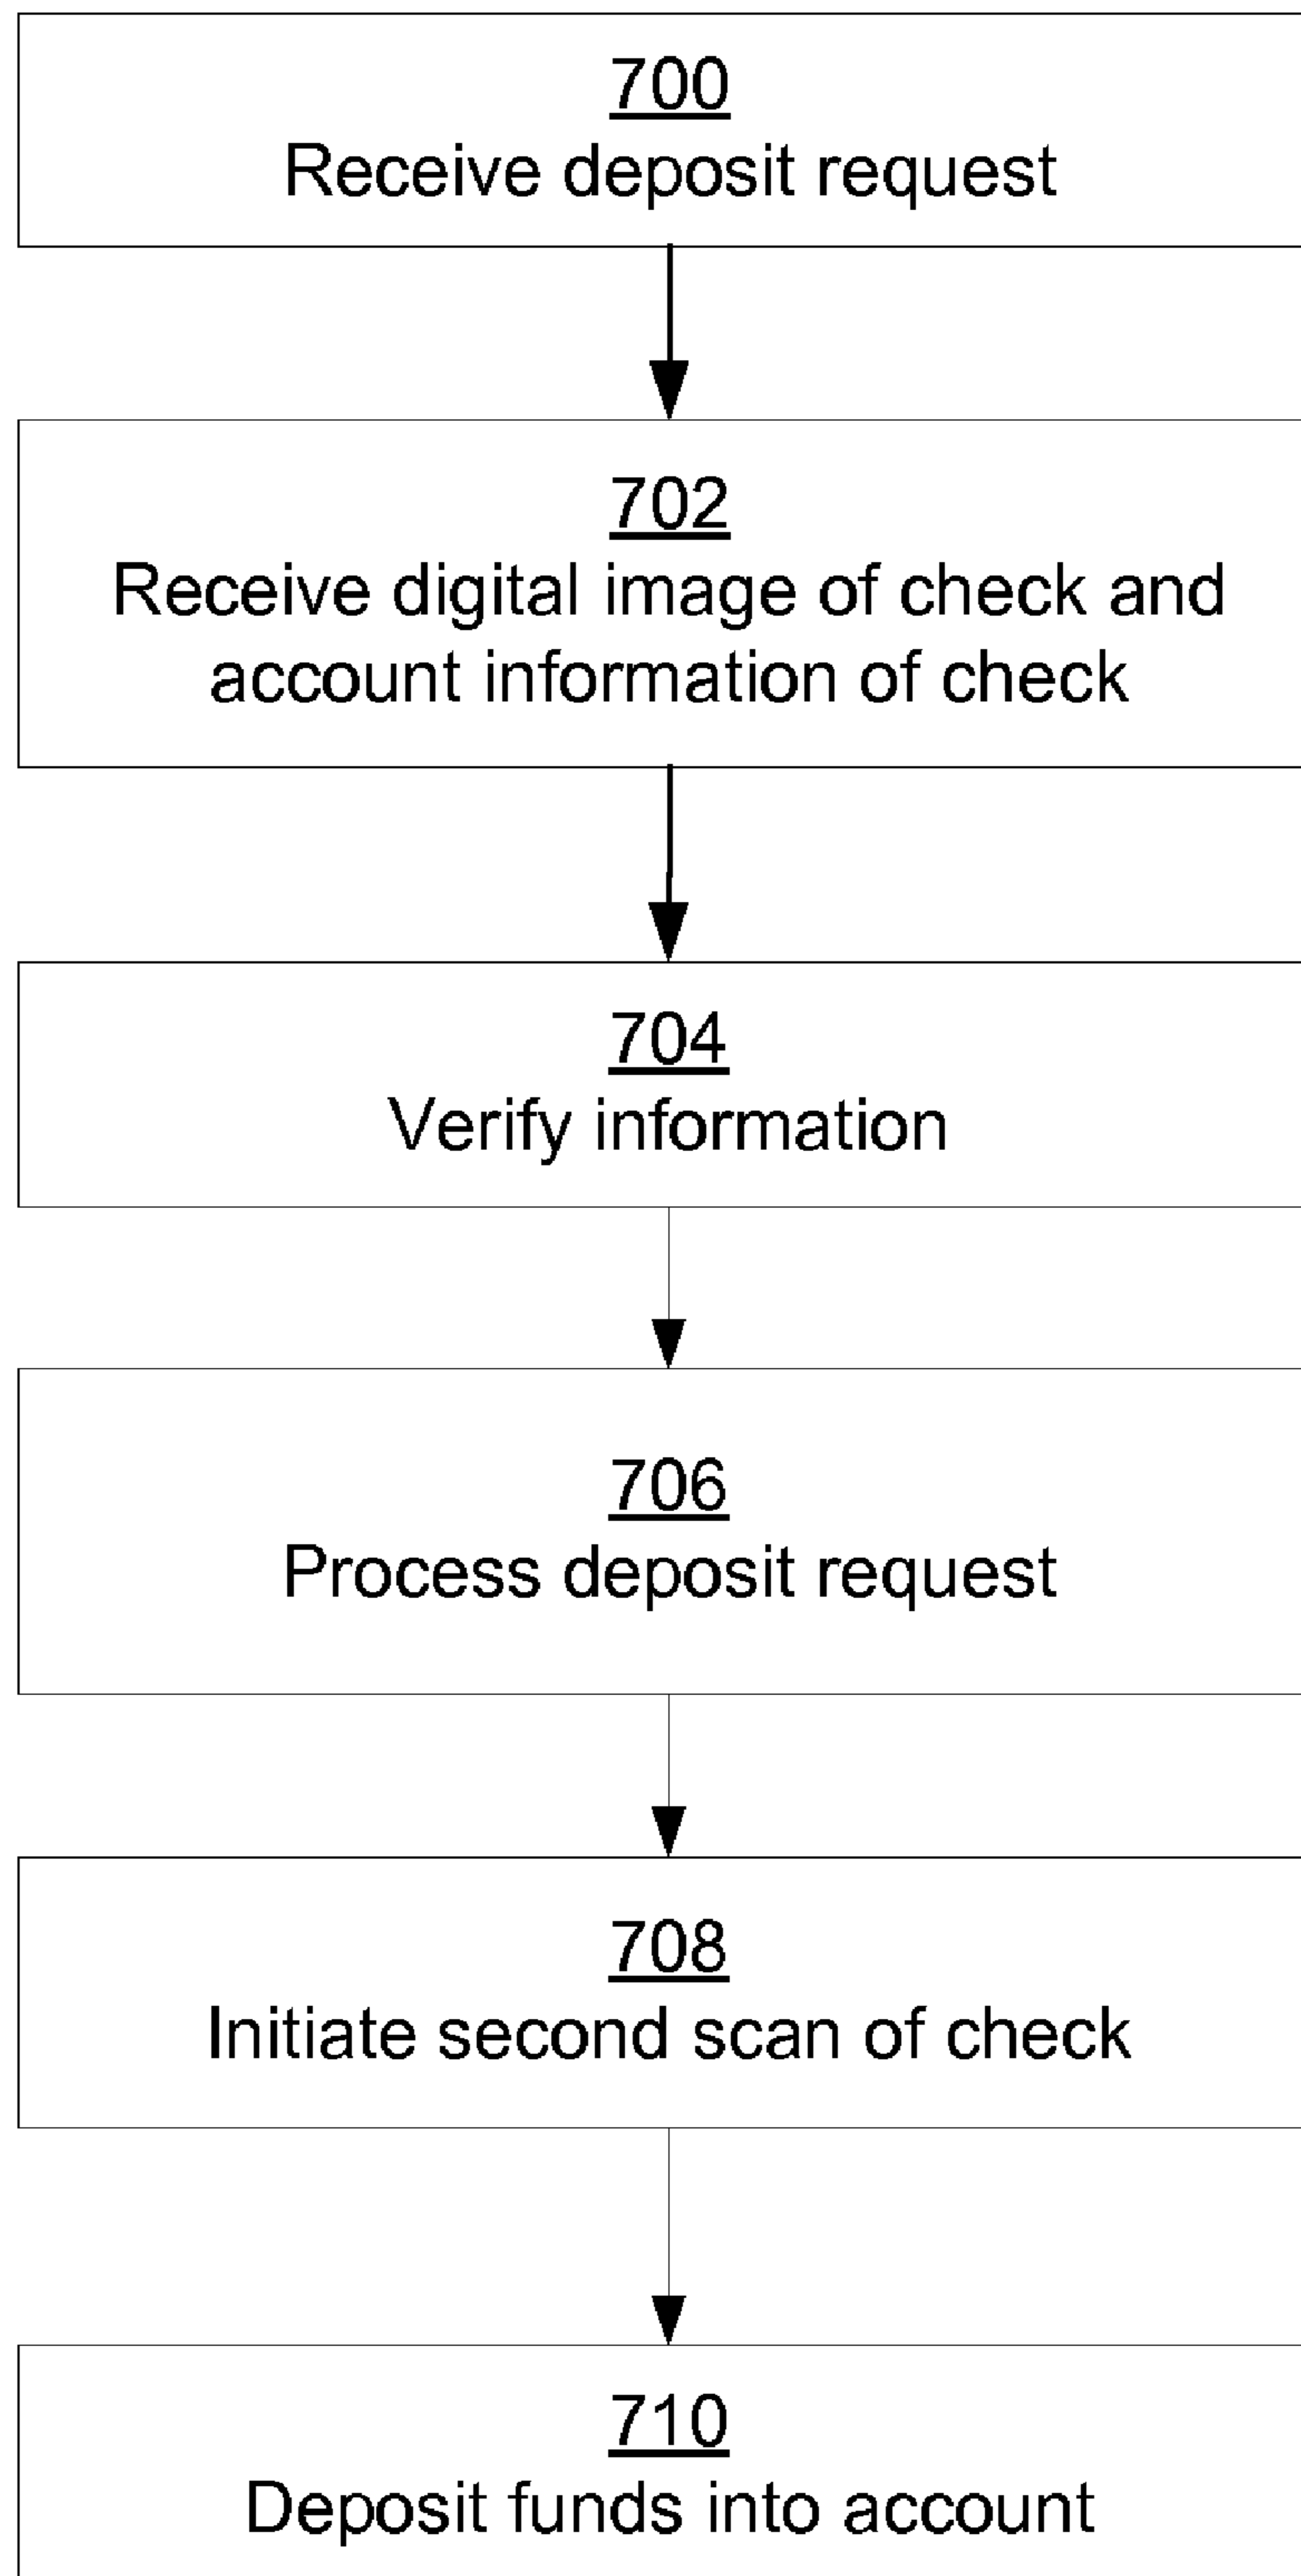 700
Receive deposit request
702
Receive digital image of check and
account information of check
704
Verify information
706
Process deposit request
708
Initiate second scan of check
710
Deposit funds into account